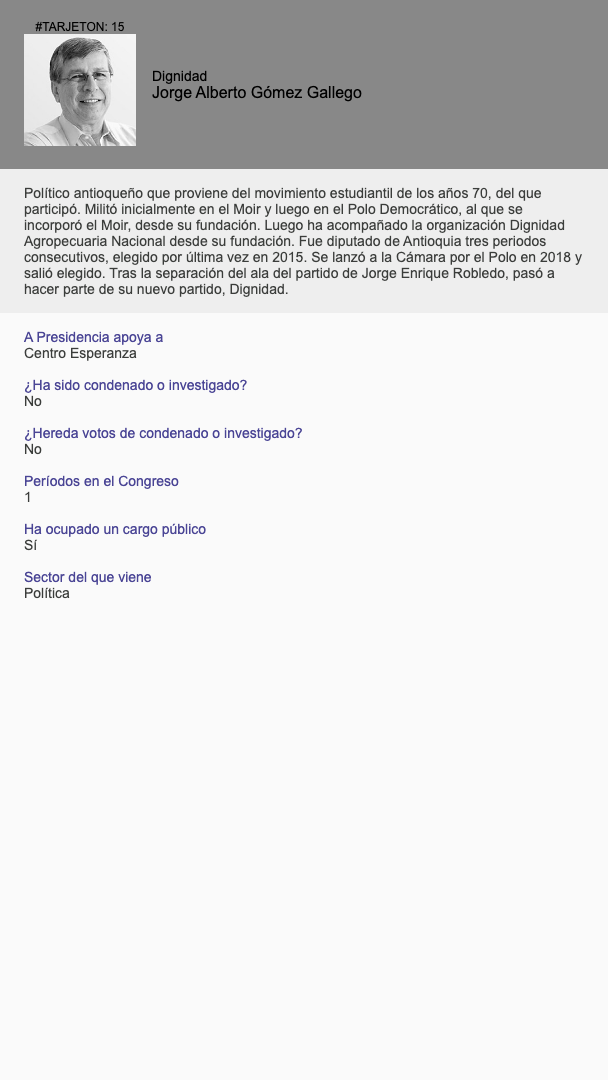 #TARJETON: 15
Dignidad
Jorge Alberto Gómez Gallego
Político antioqueño que proviene del movimiento estudiantil de los años 70, del que
participó. Militó inicialmente en el Moir y luego en el Polo Democrático, al que se
incorporó el Moir, desde su fundación. Luego ha acompañado la organización Dignidad
Agropecuaria Nacional desde su fundación. Fue diputado de Antioquia tres periodos
consecutivos, elegido por última vez en 2015. Se lanzó a la Cámara por el Polo en 2018 y
salió elegido. Tras la separación del ala del partido de Jorge Enrique Robledo, pasó a
hacer parte de su nuevo partido, Dignidad.
A Presidencia apoya a
Centro Esperanza
¿Ha sido condenado o investigado?
No
¿Hereda votos de condenado o investigado?
No
Períodos en el Congreso
1
Ha ocupado un cargo público
Sí
Sector del que viene
Política